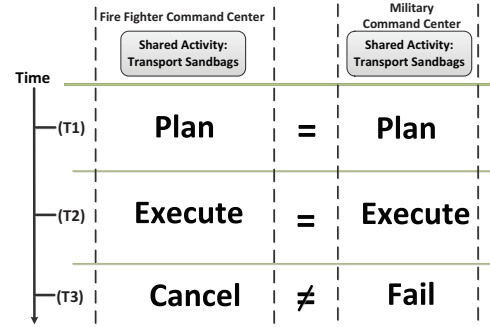 Fire Fighter Command Center
Military
Command Center
Shared Activity:
Transport Sandbags
Shared Activity:
Transport Sandbags
Time
(T1) Plan = Plan
(T2) Execute = Execute
(T3) Cancel ≠ Fail